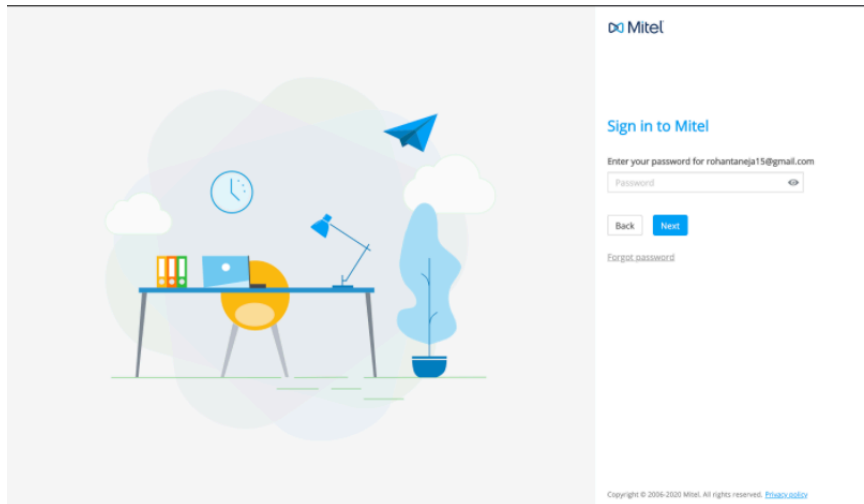 Mitel
Sign in to Mitel
Enter your password for rohantaneja15@gmail.com
Password
Back Next
Forgot password
Copyright © 2006-2020 Mitel. All rights reserved. Privacy policy